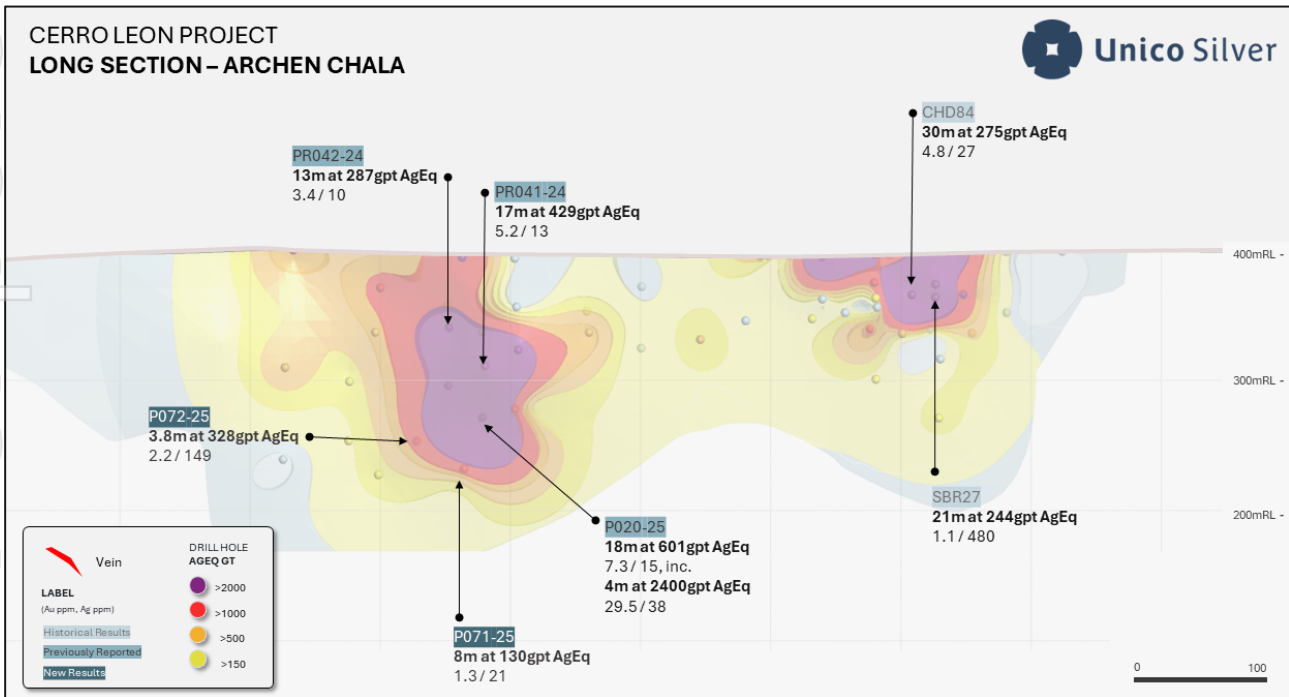 CERRO LEON PROJECT
LONG SECTION – ARCHEN CHALA
Unico Silver
CHD84
30m at 275gpt AgEq
4.8 / 27
PR042-24
13m at 287gpt AgEq
3.4 / 10
PR041-24
17m at 429gpt AgEq
5.2 / 13
400mRL -
300mRL -
200mRL -
P072-25
3.8m at 328gpt AgEq
2.2 / 149
SBR27
21m at 244gpt AgEq
1.1 / 480
P020-25
18m at 601gpt AgEq
7.3 / 15, inc.
4m at 2400gpt AgEq
29.5 / 38
P071-25
8m at 130gpt AgEq
1.3 / 21
Vein
LABEL
(Au ppm, Ag ppm)
Historical Results
Previously Reported
New Results
DRILL HOLE
AGEQ GT
>2000
>1000
>500
>150
0 100